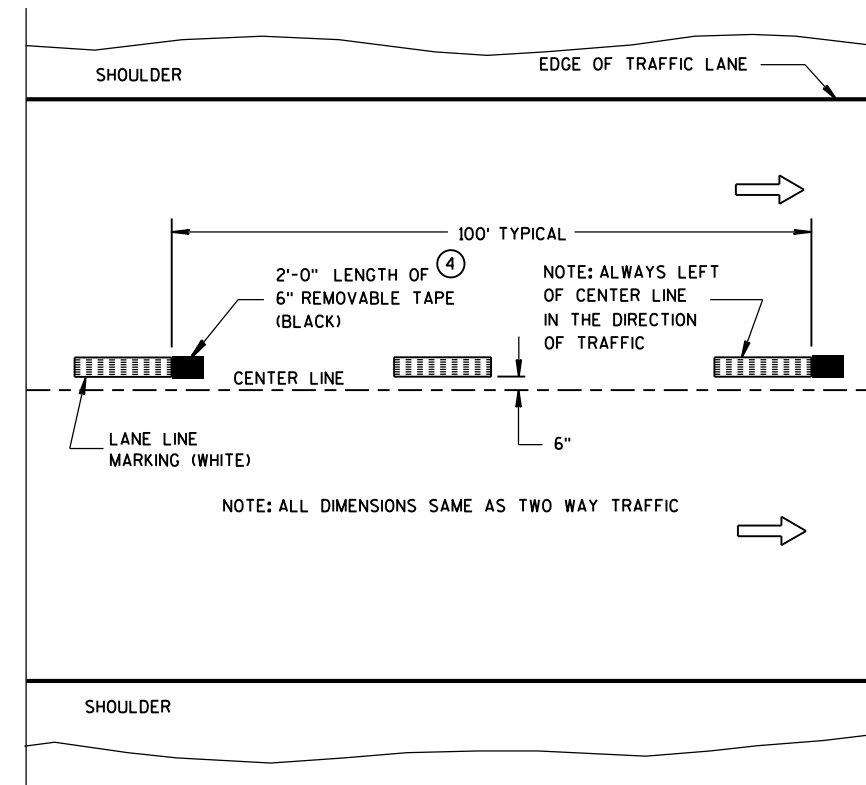 SHOULDER
EDGE OF TRAFFIC LANE
100' TYPICAL
2'-0" LENGTH OF 4
6" REMOVABLE TAPE
(BLACK)
NOTE: ALWAYS LEFT
OF CENTER LINE
IN THE DIRECTION
OF TRAFFIC
CENTER LINE
LANE LINE
MARKING (WHITE)
6"
NOTE: ALL DIMENSIONS SAME AS TWO WAY TRAFFIC
SHOULDER